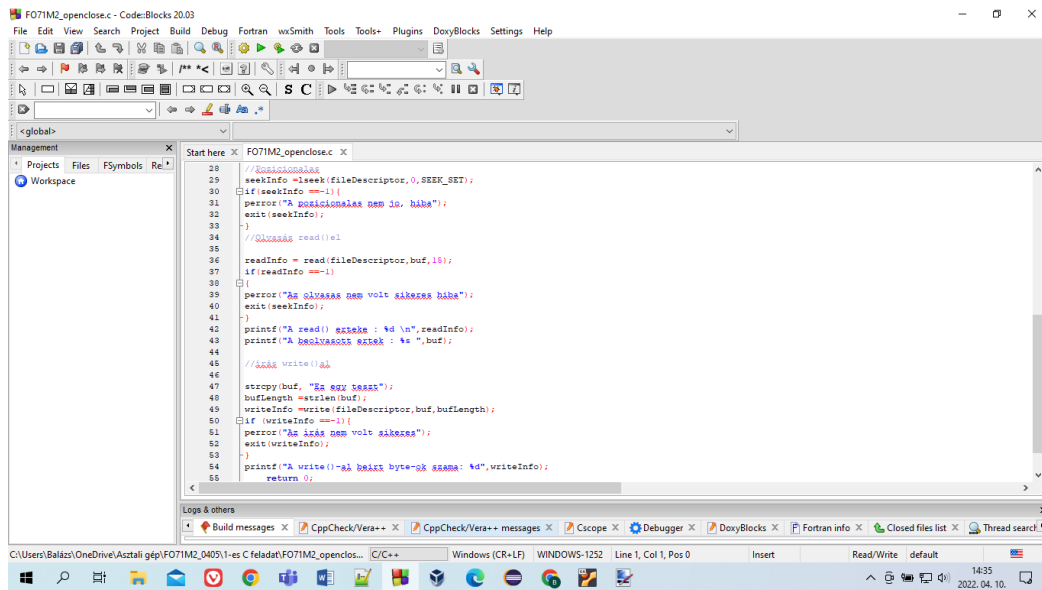 FO71M2_openclose.c - Code::Blocks 20.03
File Edit View Search Project Build Debug Fortran wxSmith Tools Tools+ Plugins DoxyBlocks Settings Help
/** *<
S C
Aa .*
<global>
Management
Projects Files FSymbols Re
Workspace
Start here FO71M2_openclose.c
28 //Pozicionalas
29 seekInfo =lseek(fileDescriptor,0,SEEK_SET);
30 if(seekInfo ==-1){
31 perror("A pozicionalas nem jo, hiba");
32 exit(seekInfo);
33 }
34 //Olvasás read()el
35
36 readInfo = read(fileDescriptor,buf,15);
37 if(readInfo ==-1)
38 {
39 perror("Az olvasas nem volt sikeres hiba");
40 exit(seekInfo);
41 }
42 printf("A read() erteke : %d \n",readInfo);
43 printf("A beolvasott ertek : %s ",buf);
44
45 //írás write()al
46
47 strcpy(buf, "Ez egy teszt");
48 bufLength =strlen(buf);
49 writeInfo =write(fileDescriptor,buf,bufLength);
50 if (writeInfo ==-1){
51 perror("Az írás nem volt sikeres");
52 exit(writeInfo);
53 }
54 printf("A write()-al beirt byte-ok szama: %d",writeInfo);
55 return 0;
Logs & others
Build messages CppCheck/Vera++ CppCheck/Vera++ messages Cscope Debugger DoxyBlocks Fortran info Closed files list Thread search
C:\Users\Balázs\OneDrive\Asztali gép\FO71M2_0405\1-es C feladat\FO71M2_openclos... C/C++ Windows (CR+LF) WINDOWS-1252 Line 1, Col 1, Pos 0 Insert Read/Write default
14:35
2022. 04. 10.